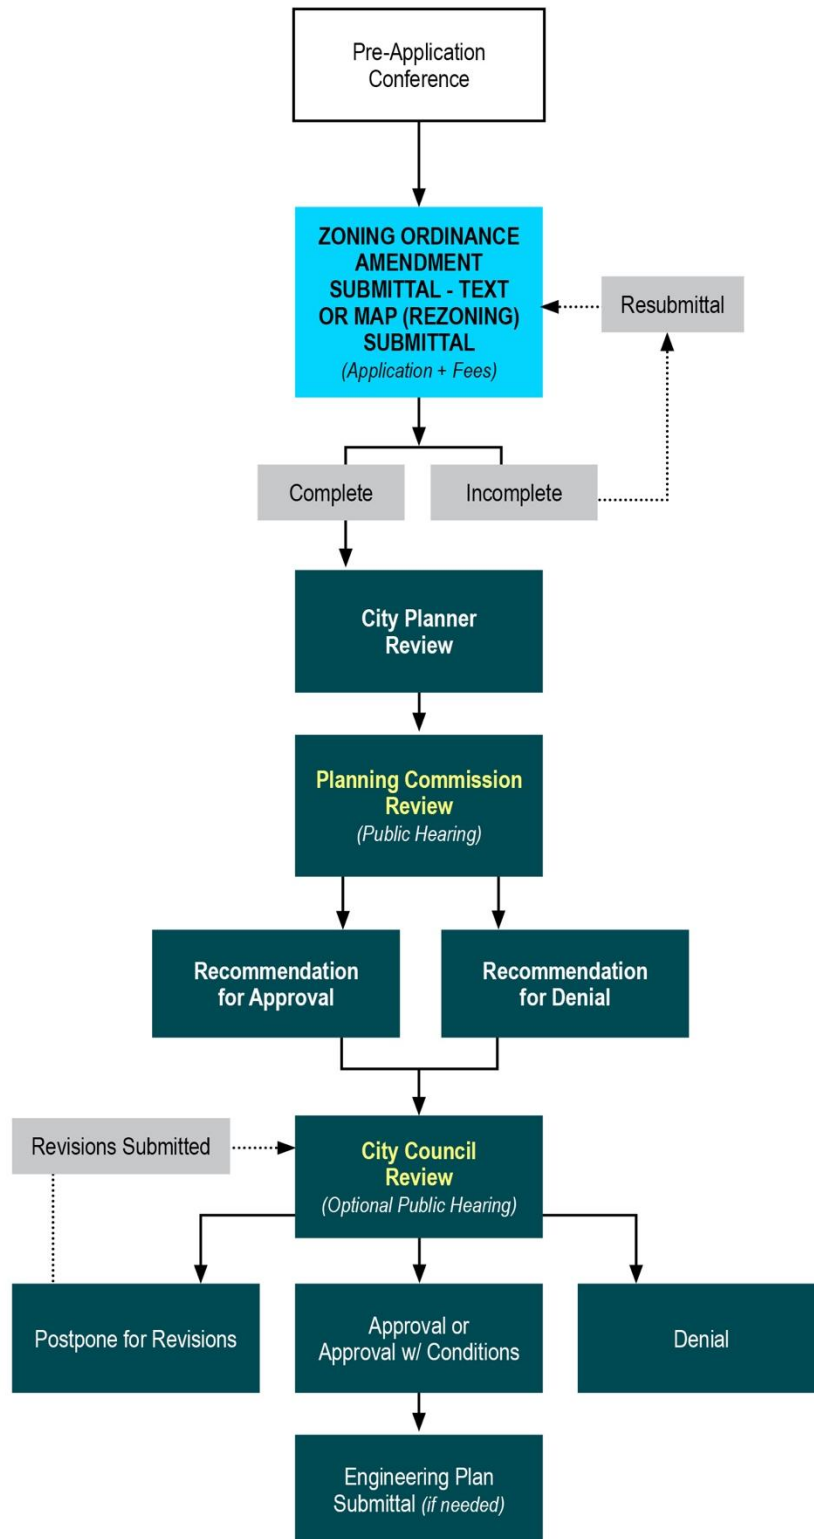 Pre-Application
Conference
ZONING ORDINANCE
AMENDMENT
SUBMITTAL - TEXT
OR MAP (REZONING)
SUBMITTAL
(Application + Fees)
Resubmittal
Complete
Incomplete
City Planner
Review
Planning Commission
Review
(Public Hearing)
Recommendation
for Approval
Recommendation
for Denial
Revisions Submitted
City Council
Review
(Optional Public Hearing)
Postpone for Revisions
Approval or
Approval w/ Conditions
Denial
Engineering Plan
Submittal (if needed)